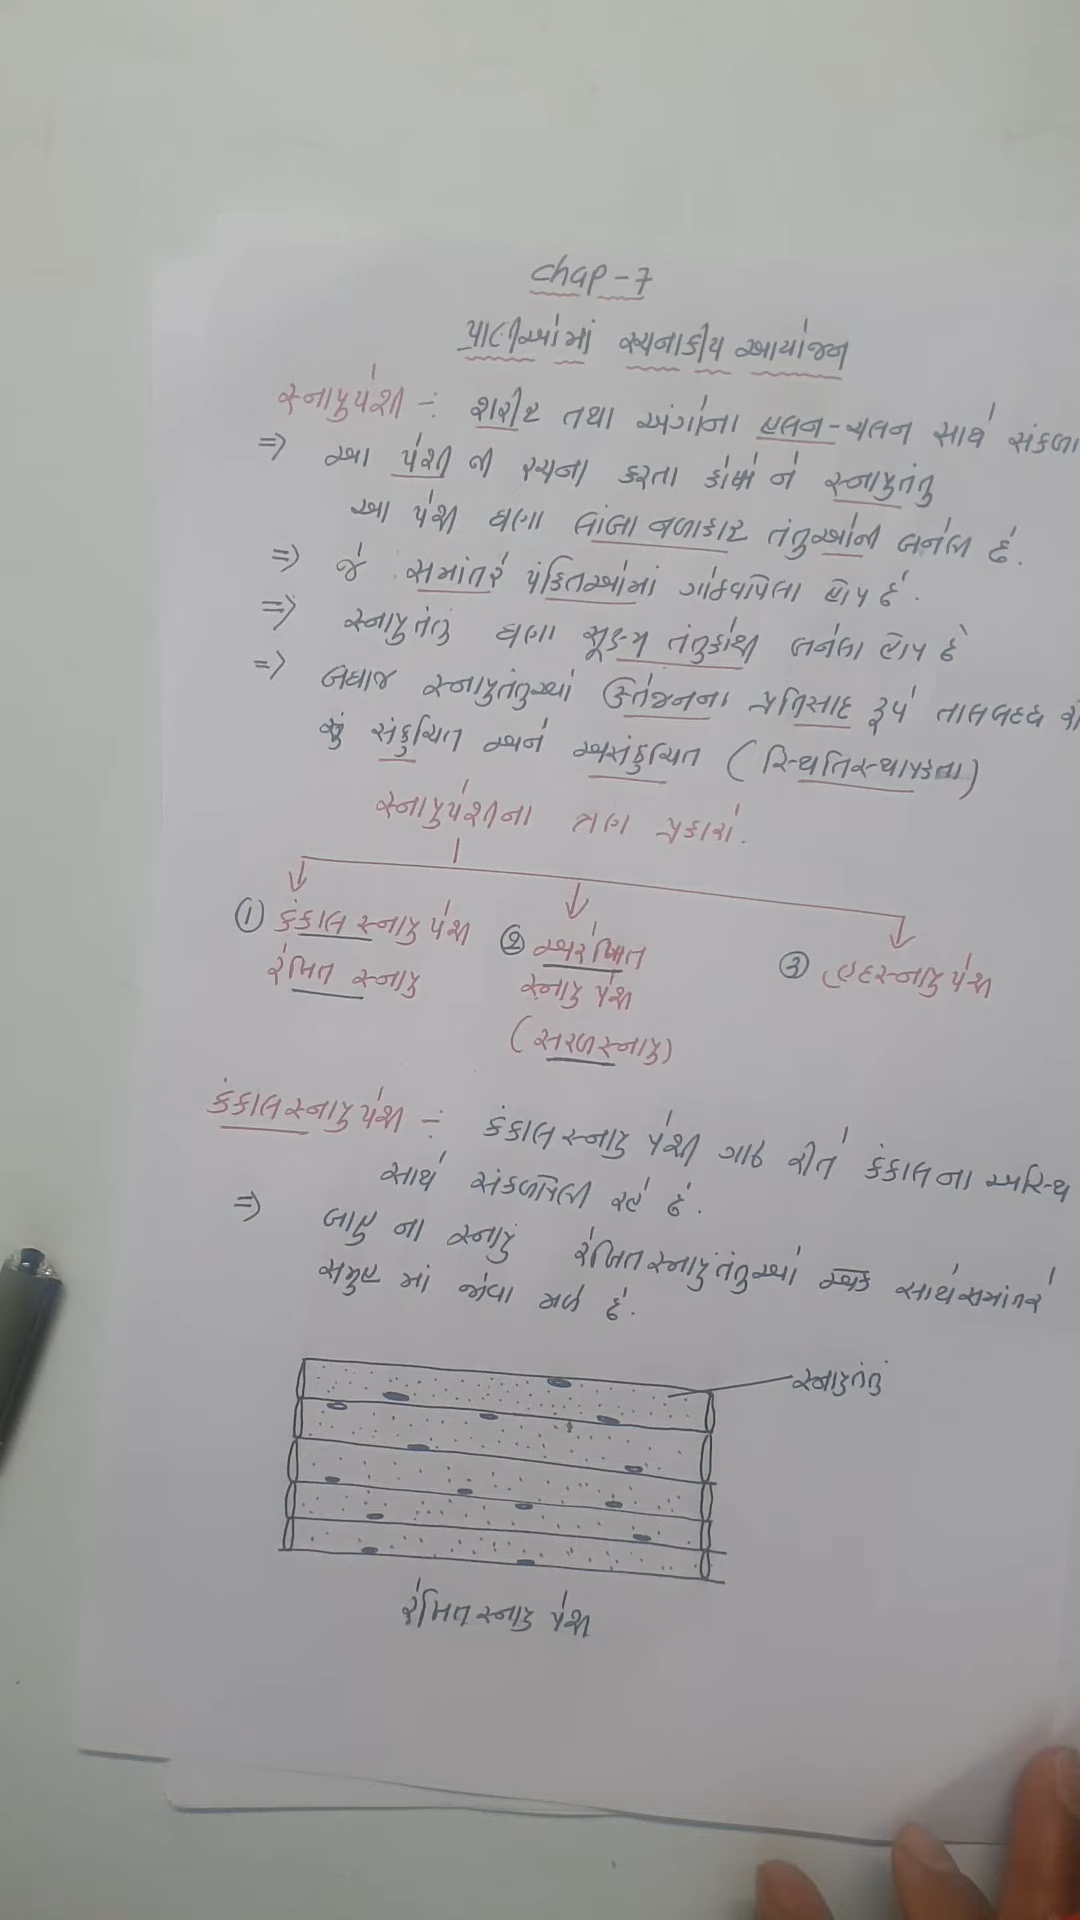 Chap-7
પ્રાણીઓમાં રચનાકીય આયોજન
સ્નાયુપેશી :- શરીર તથા અંગોના હલન-ચલન સાથે સંકળા
⇒ આ પેશી ની રચના કરતા કોષો ને સ્નાયુતંતુ
આ પેશી ઘણા લાંબા નળાકાર તંતુઓની બનેલ છે.
⇒ જે સમાંતરે પંક્તિઓમાં ગોઠવાયેલા હોય છે.
⇒ સ્નાયુતંતુ ઘણા સૂક્ષ્મ તંતુકોથી બનેલા હોય છે
⇒ બધાજ સ્નાયુતંતુઓ ઉત્તેજનના પ્રતિસાદ રૂપે તાલબદ્ધ
સંકુચિત અને અસંકુચિત (સ્થિતિસ્થાપકતા)
સ્નાયુપેશીના ત્રણ પ્રકારો.
① કંકાલ સ્નાયુ પેશી
રેખિત સ્નાયુ
② અરેખિત
સ્નાયુ પેશી
(સરળસ્નાયુ)
③ હૃદસ્નાયુ પેશી
કંકાલસ્નાયુ પેશી :- કંકાલ સ્નાયુ પેશી ગાઢ રીતે કંકાલના અસ્થિ
સાથે સંકળાયેલી રહે છે.
⇒ બાહુ ના સ્નાયુ રેખિત સ્નાયુતંતુઓ એક સાથે સમાંતરે
સમૂહ માં જોવા મળે છે.
સ્નાયુતંતુ
રેખિત સ્નાયુ પેશી